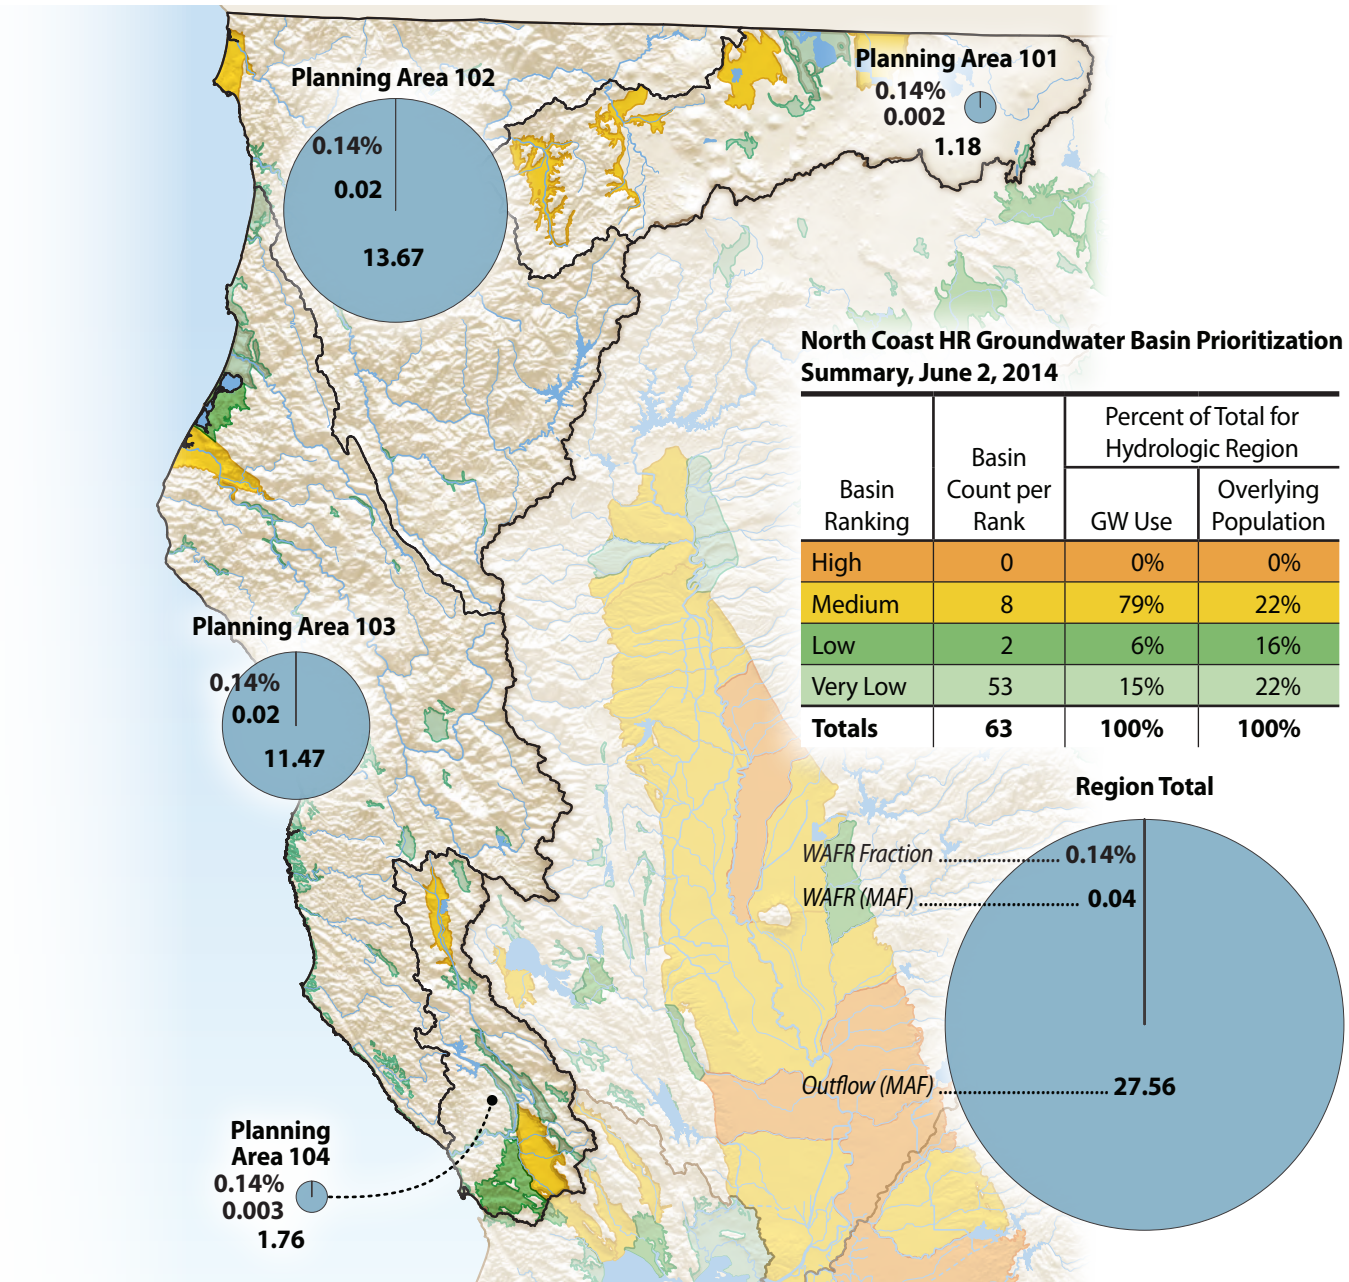 Planning Area 102
0.14%
0.02
13.67
Planning Area 101
0.14%
0.002
1.18
North Coast HR Groundwater Basin Prioritization
Summary, June 2, 2014
Basin Ranking
Basin Count per Rank
Percent of Total for Hydrologic Region
GW Use
Overlying Population
High 0 0% 0%
Medium 8 79% 22%
Low 2 6% 16%
Very Low 53 15% 22%
Totals 63 100% 100%
Planning Area 103
0.14%
0.02
11.47
Region Total
WAFR Fraction ...................... 0.14%
WAFR (MAF) ............................. 0.04
Outflow (MAF) .............................. 27.56
Planning
Area 104
0.14%
0.003
1.76